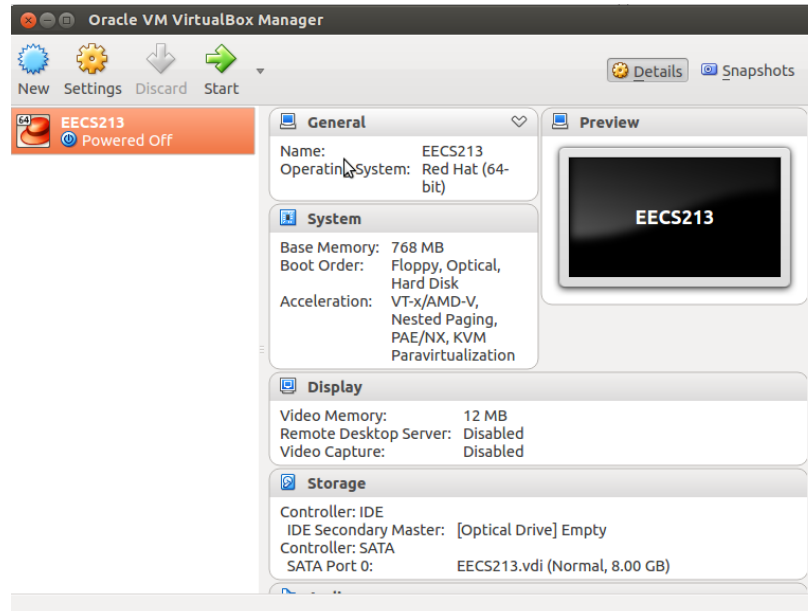 Oracle VM VirtualBox Manager
New Settings Discard Start
Details Snapshots
64
EECS213
Powered Off
General
Name: EECS213
Operating System: Red Hat (64-
bit)
System
Base Memory: 768 MB
Boot Order: Floppy, Optical,
Hard Disk
Acceleration: VT-x/AMD-V,
Nested Paging,
PAE/NX, KVM
Paravirtualization
Preview
EECS213
Display
Video Memory: 12 MB
Remote Desktop Server: Disabled
Video Capture: Disabled
Storage
Controller: IDE
IDE Secondary Master: [Optical Drive] Empty
Controller: SATA
SATA Port 0: EECS213.vdi (Normal, 8.00 GB)